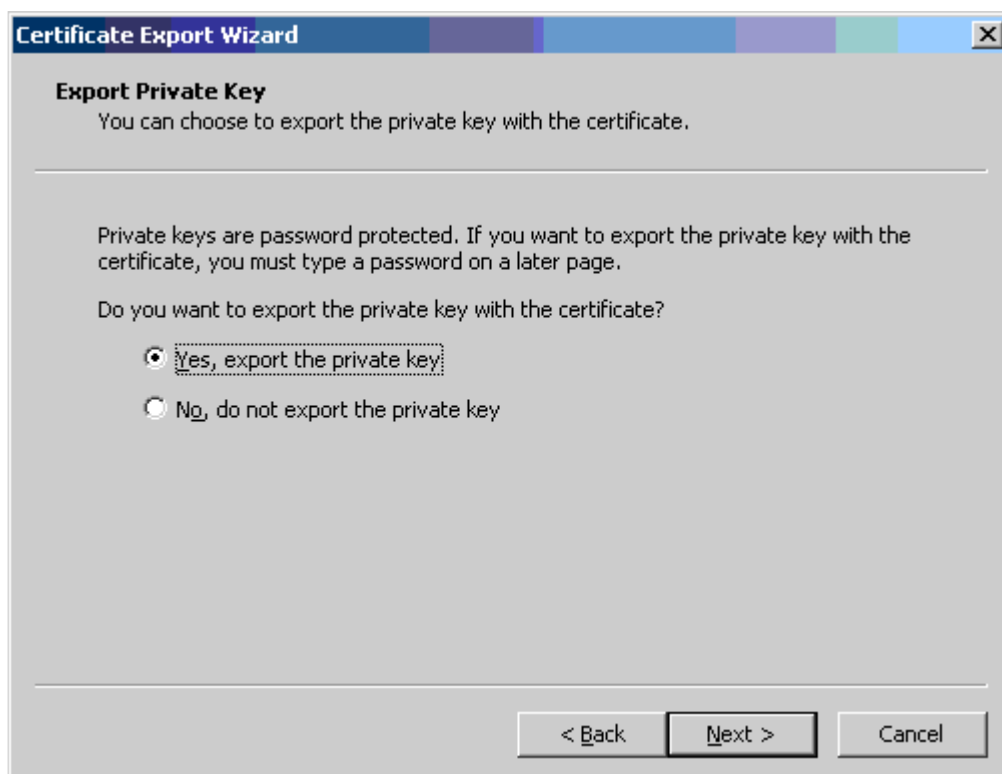 Certificate Export Wizard
Export Private Key
You can choose to export the private key with the certificate.
Private keys are password protected. If you want to export the private key with the
certificate, you must type a password on a later page.
Do you want to export the private key with the certificate?
Yes, export the private key
No, do not export the private key
< Back
Next >
Cancel